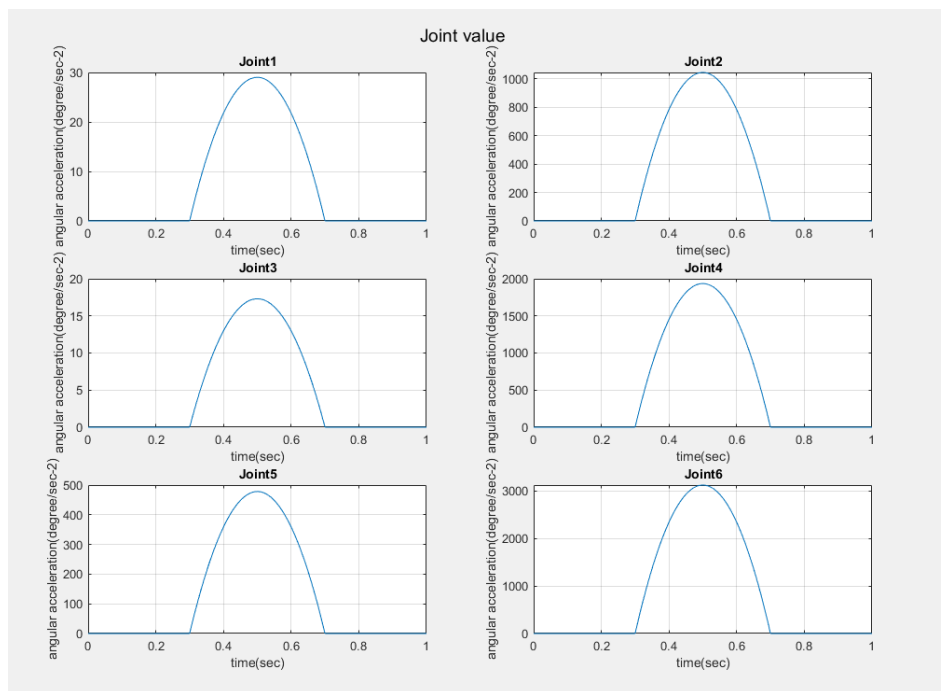 Joint value
Joint1
angular acceleration(degree/sec-2)
30
20
10
0
0 0.2 0.4 0.6 0.8 1
time(sec)
Joint2
angular acceleration(degree/sec-2)
1000
800
600
400
200
0
0 0.2 0.4 0.6 0.8 1
time(sec)
Joint3
angular acceleration(degree/sec-2)
20
15
10
5
0
0 0.2 0.4 0.6 0.8 1
time(sec)
Joint4
angular acceleration(degree/sec-2)
2000
1500
1000
500
0
0 0.2 0.4 0.6 0.8 1
time(sec)
Joint5
angular acceleration(degree/sec-2)
500
400
300
200
100
0
0 0.2 0.4 0.6 0.8 1
time(sec)
Joint6
angular acceleration(degree/sec-2)
3000
2000
1000
0
0 0.2 0.4 0.6 0.8 1
time(sec)